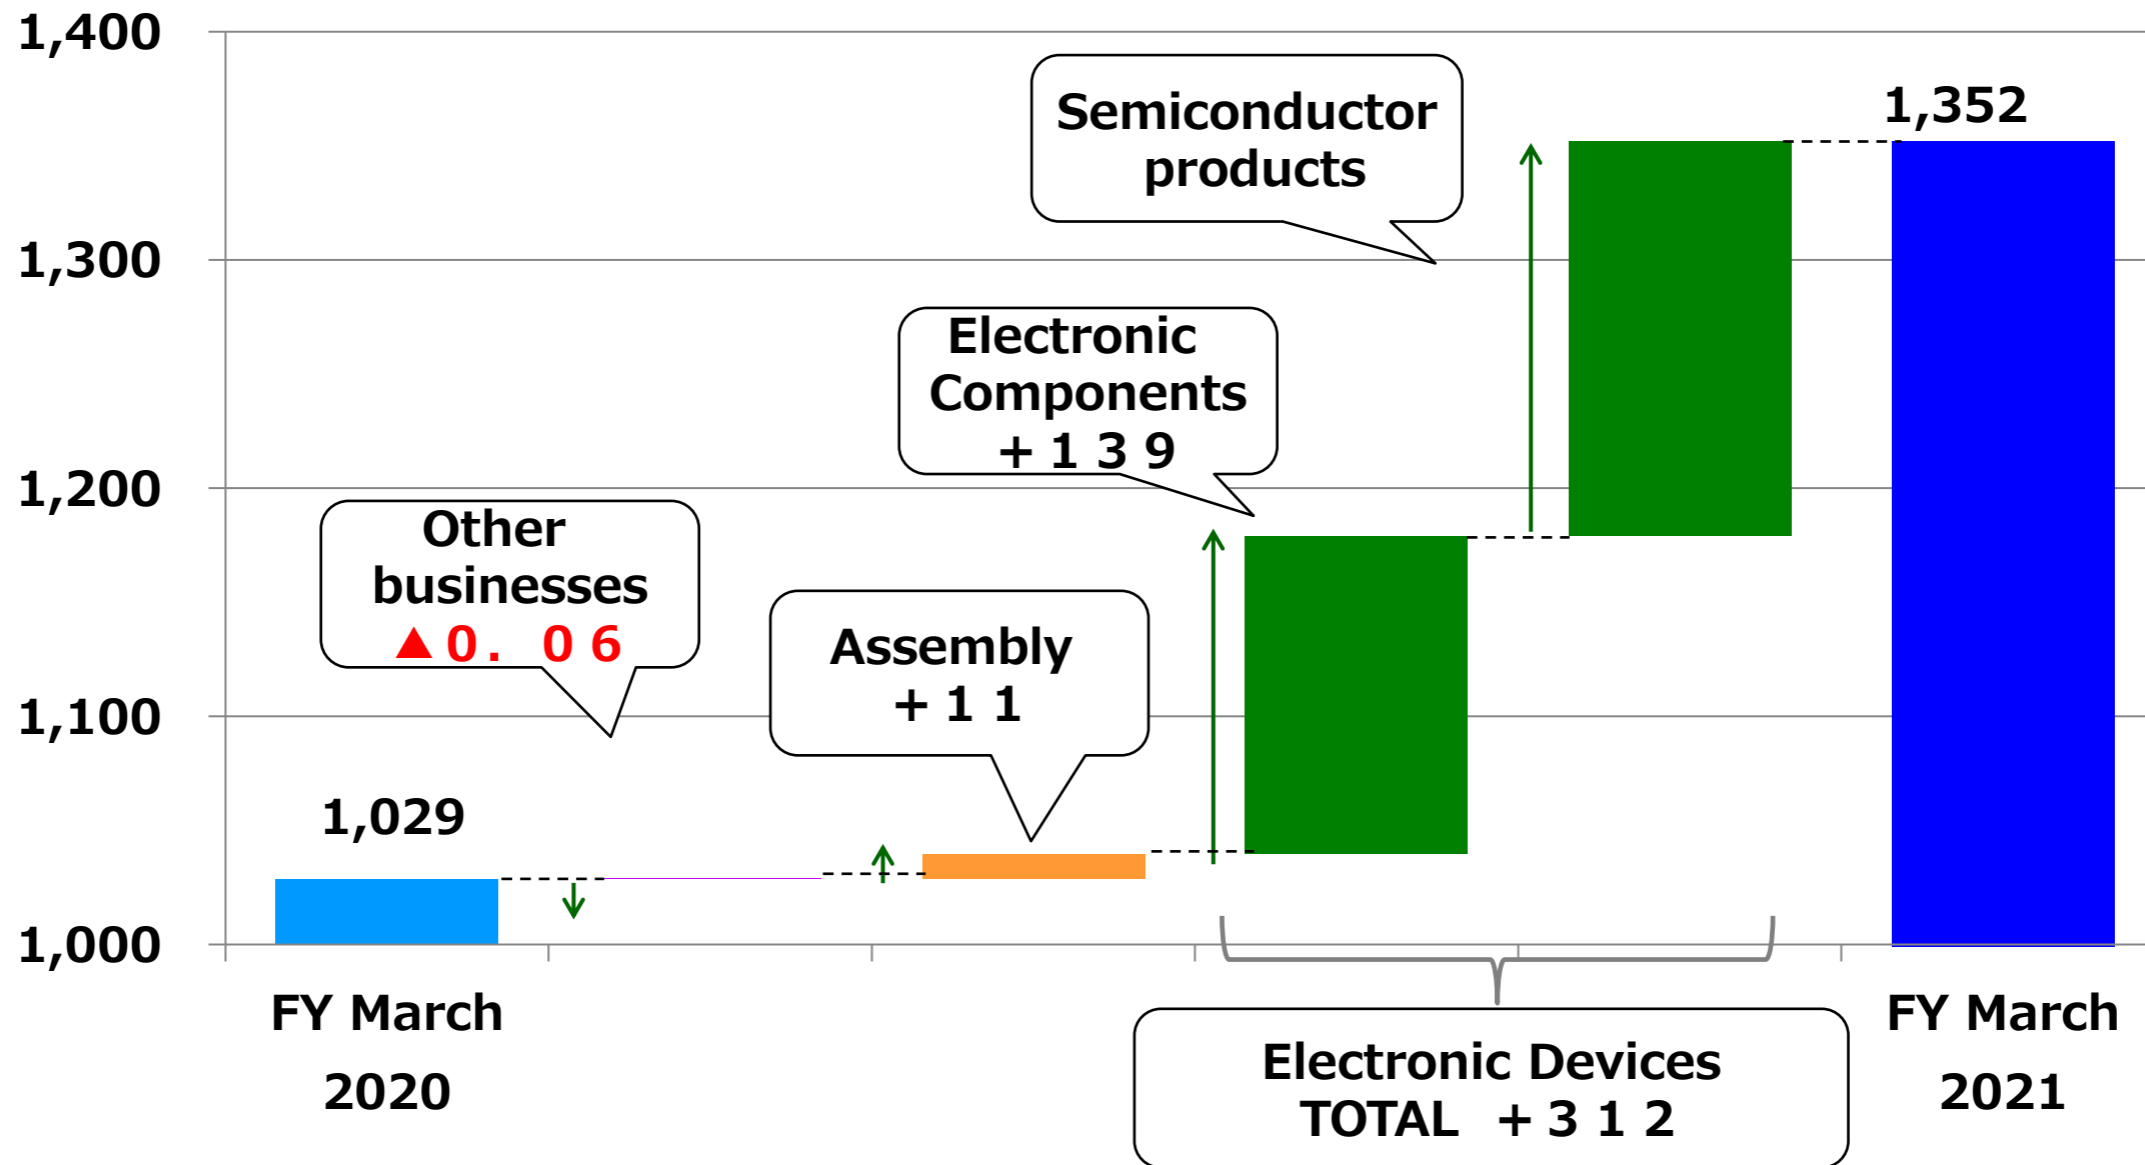 1,400
1,300
1,200
1,100
1,000
1,029
Other
businesses
▲0. 06
Assembly
+11
Electronic
Components
+139
Semiconductor
products
1,352
FY March
2020
Electronic Devices
TOTAL +312
FY March
2021